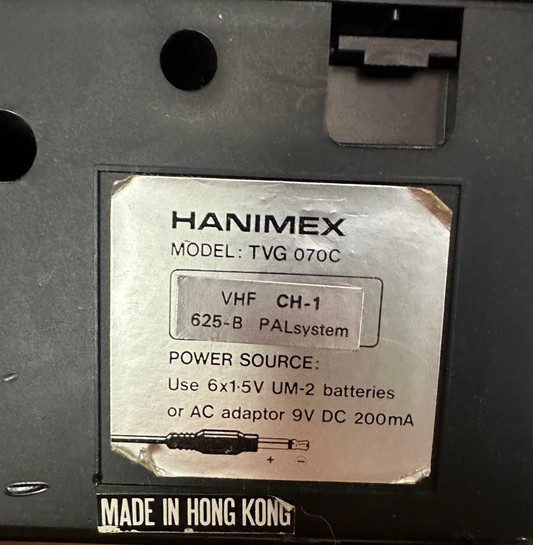 HANIMEX
MODEL: TVG 070C
VHF CH-1
625-B PALsystem
POWER SOURCE:
Use 6x1·5V UM-2 batteries
or AC adaptor 9V DC 200mA
+ −
MADE IN HONG KONG